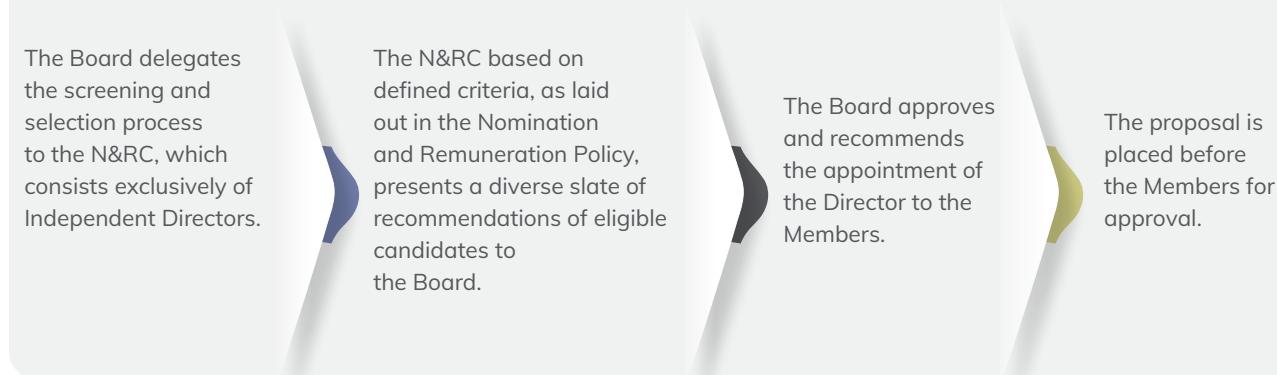 The Board delegates
the screening and
selection process
to the N&RC, which
consists exclusively of
Independent Directors.
The N&RC based on
defined criteria, as laid
out in the Nomination
and Remuneration Policy,
presents a diverse slate of
recommendations of eligible
candidates to
the Board.
The Board approves
and recommends
the appointment of
the Director to the
Members.
The proposal is
placed before
the Members for
approval.